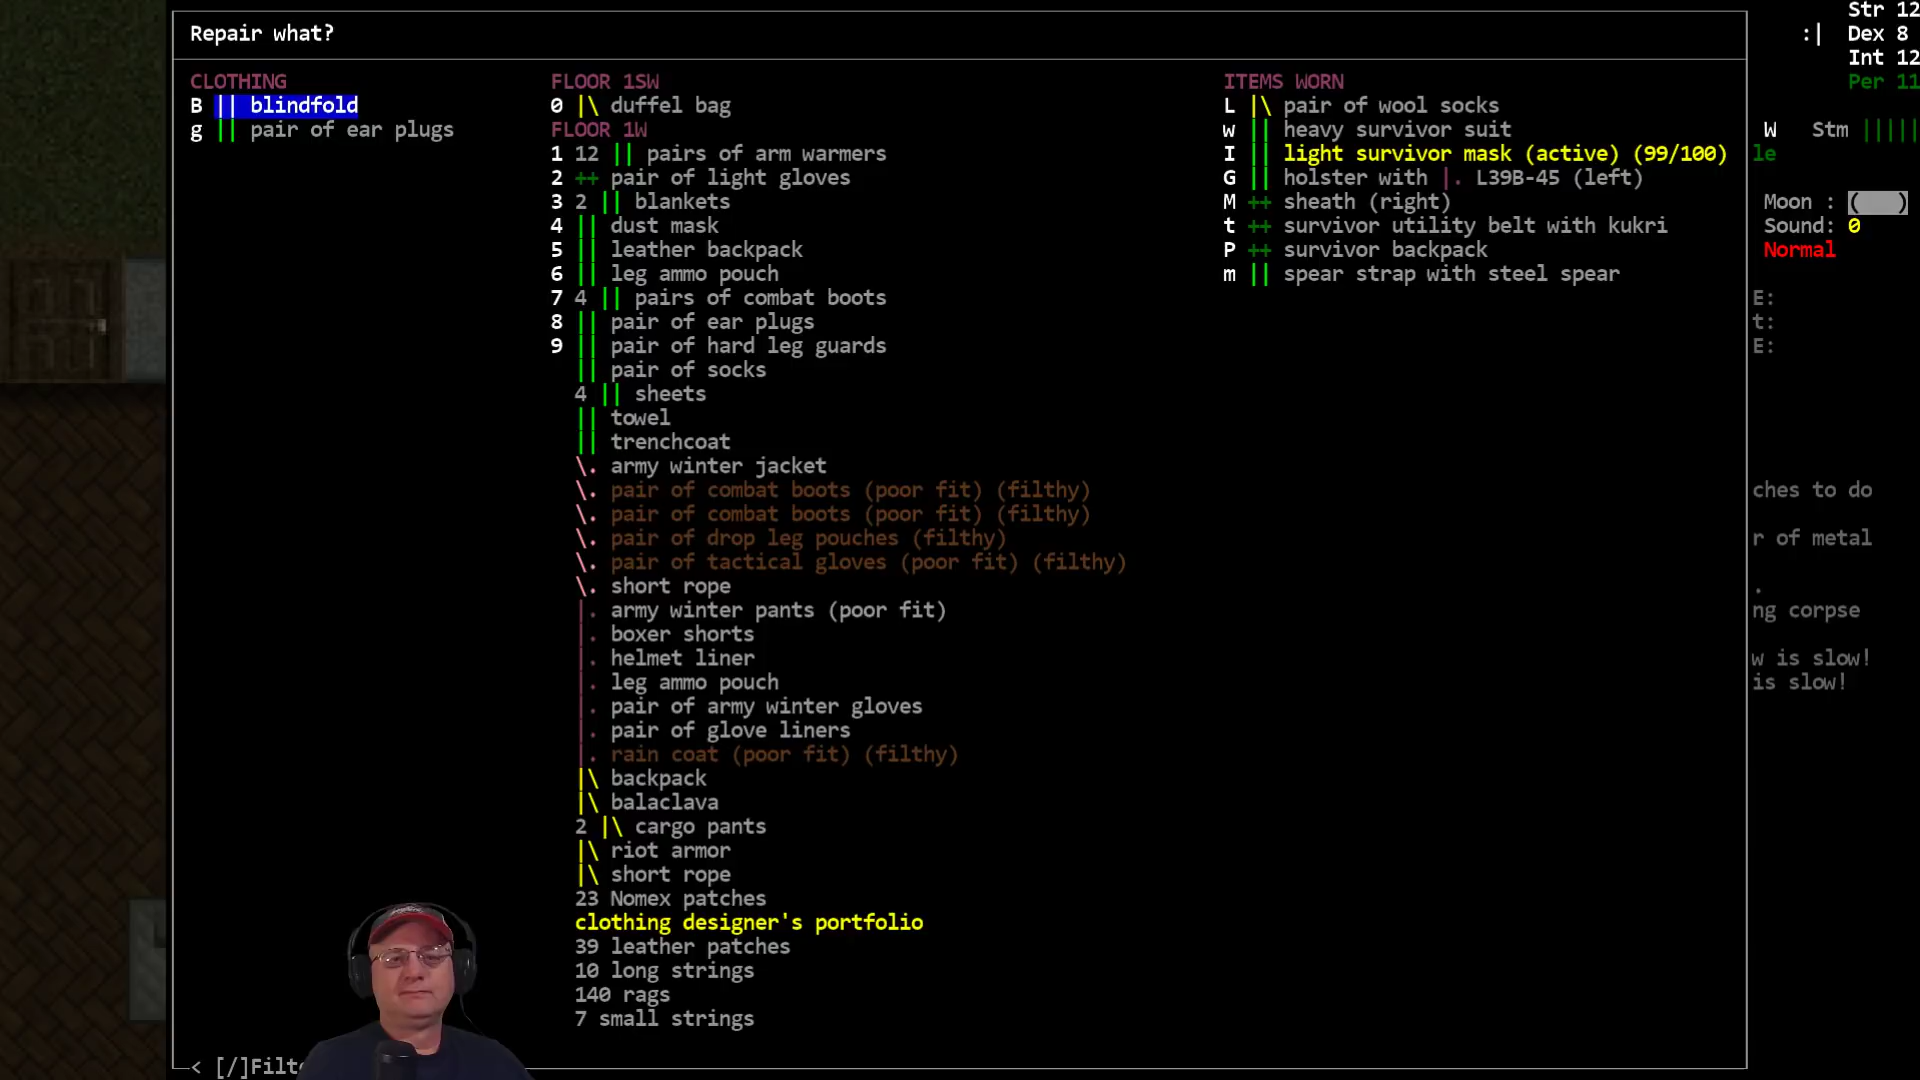 Repair what?
CLOTHING
B || blindfold
g || pair of ear plugs
FLOOR 1SW
0 |\ duffel bag
FLOOR 1W
1 12 || pairs of arm warmers
2 ++ pair of light gloves
3 2 || blankets
4 || dust mask
5 || leather backpack
6 || leg ammo pouch
7 4 || pairs of combat boots
8 || pair of ear plugs
9 || pair of hard leg guards
|| pair of socks
4 || sheets
|| towel
|| trenchcoat
\. army winter jacket
\. pair of combat boots (poor fit) (filthy)
\. pair of combat boots (poor fit) (filthy)
\. pair of drop leg pouches (filthy)
\. pair of tactical gloves (poor fit) (filthy)
\. short rope
|. army winter pants (poor fit)
|. boxer shorts
|. helmet liner
|. leg ammo pouch
|. pair of army winter gloves
|. pair of glove liners
|. rain coat (poor fit) (filthy)
|\ backpack
|\ balaclava
2 |\ cargo pants
|\ riot armor
|\ short rope
23 Nomex patches
clothing designer's portfolio
39 leather patches
10 long strings
140 rags
7 small strings
ITEMS WORN
L |\ pair of wool socks
w || heavy survivor suit
I || light survivor mask (active) (99/100)
G || holster with |. L39B-45 (left)
M ++ sheath (right)
t ++ survivor utility belt with kukri
P ++ survivor backpack
m || spear strap with steel spear
< [/]Filt
Str 12
:| Dex 8
Int 12
Per 11
W Stm |||||
le
Moon : ( )
Sound: 0
Normal
E:
t:
E:
ches to do
r of metal
.
ng corpse
w is slow!
is slow!